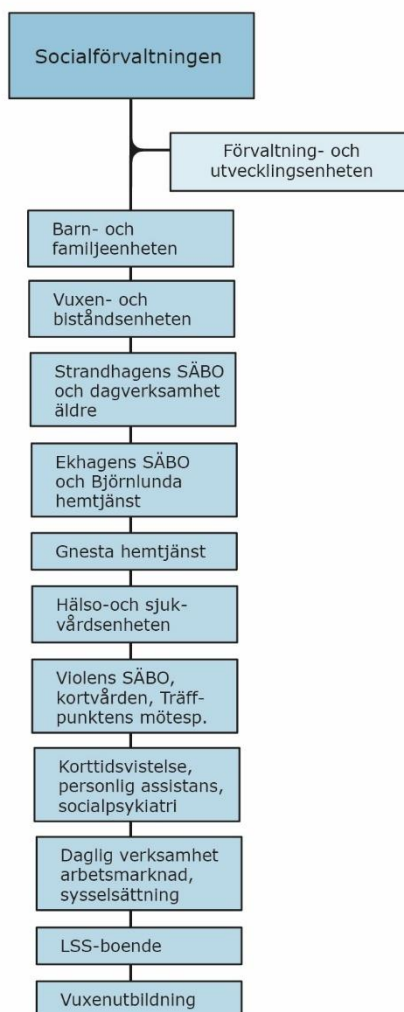 Socialförvaltningen
Förvaltning- och
utvecklingsenheten
Barn- och
familjeenheten
Vuxen- och
biståndsenheten
Strandhagens SÄBO
och dagverksamhet
äldre
Ekhagens SÄBO
och Björnlunda
hemtjänst
Gnesta hemtjänst
Hälso-och sjuk-
vårdsenheten
Violens SÄBO,
kortvården, Träff-
punktens mötesp.
Korttidsvistelse,
personlig assistans,
socialpsykiatri
Daglig verksamhet
arbetsmarknad,
sysselsättning
LSS-boende
Vuxenutbildning